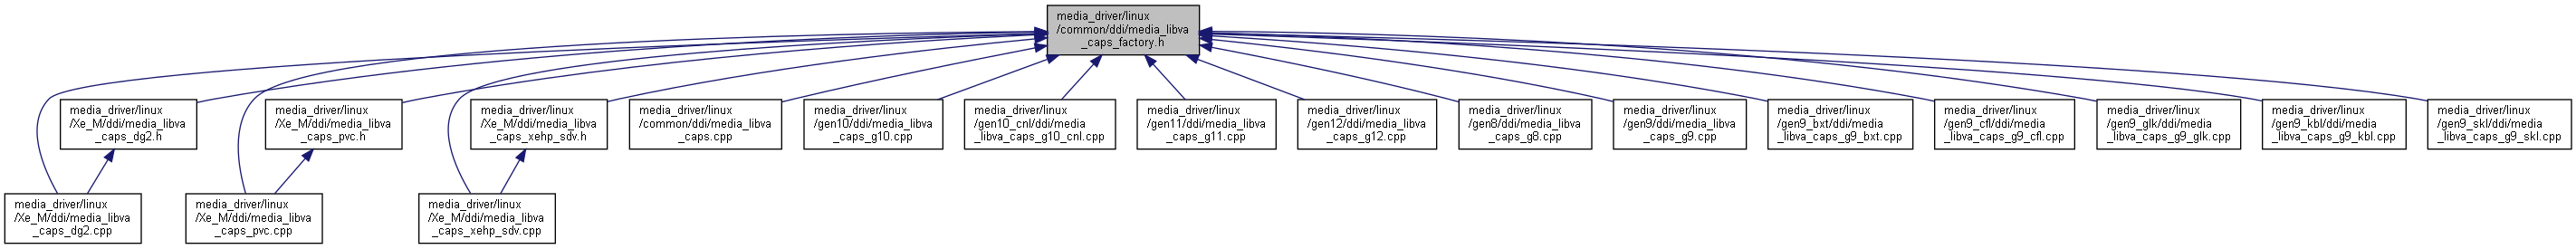 media_driver/linux
/common/ddi/media_libva
_caps_factory.h
media_driver/linux
/Xe_M/ddi/media_libva
_caps_dg2.h
media_driver/linux
/Xe_M/ddi/media_libva
_caps_pvc.h
media_driver/linux
/Xe_M/ddi/media_libva
_caps_xehp_sdv.h
media_driver/linux
/common/ddi/media_libva
_caps.cpp
media_driver/linux
/gen10/ddi/media_libva
_caps_g10.cpp
media_driver/linux
/gen10_cnl/ddi/media
_libva_caps_g10_cnl.cpp
media_driver/linux
/gen11/ddi/media_libva
_caps_g11.cpp
media_driver/linux
/gen12/ddi/media_libva
_caps_g12.cpp
media_driver/linux
/gen8/ddi/media_libva
_caps_g8.cpp
media_driver/linux
/gen9/ddi/media_libva
_caps_g9.cpp
media_driver/linux
/gen9_bxt/ddi/media
_libva_caps_g9_bxt.cpp
media_driver/linux
/gen9_cfl/ddi/media
_libva_caps_g9_cfl.cpp
media_driver/linux
/gen9_glk/ddi/media
_libva_caps_g9_glk.cpp
media_driver/linux
/gen9_kbl/ddi/media
_libva_caps_g9_kbl.cpp
media_driver/linux
/gen9_skl/ddi/media
_libva_caps_g9_skl.cpp
media_driver/linux
/Xe_M/ddi/media_libva
_caps_dg2.cpp
media_driver/linux
/Xe_M/ddi/media_libva
_caps_pvc.cpp
media_driver/linux
/Xe_M/ddi/media_libva
_caps_xehp_sdv.cpp